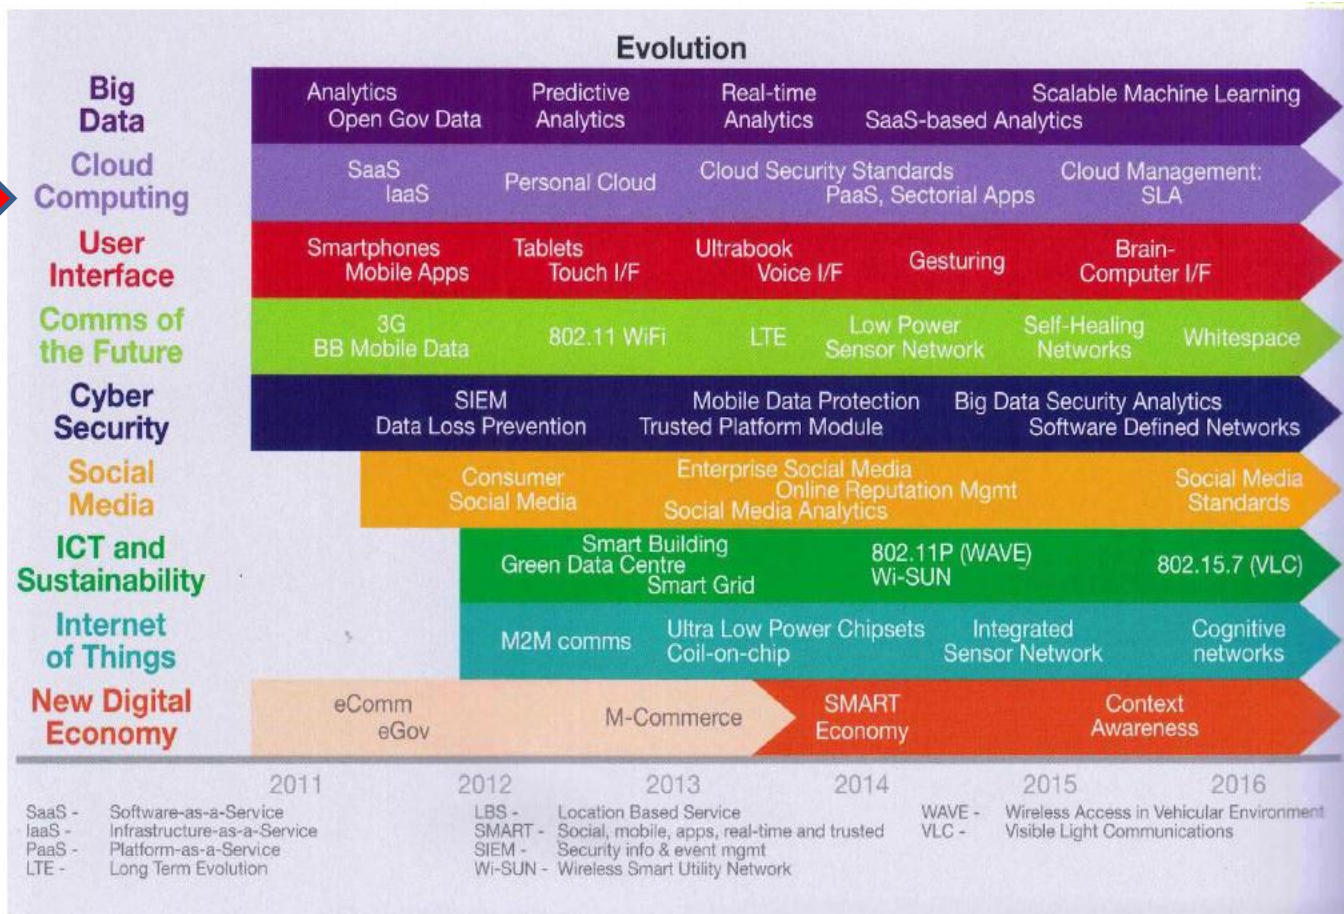 Evolution
Big
Data
Analytics
Open Gov Data
Predictive
Analytics
Real-time
Analytics
SaaS-based Analytics
Scalable Machine Learning
Cloud
Computing
SaaS
IaaS
Personal Cloud
Cloud Security Standards
PaaS, Sectorial Apps
Cloud Management:
SLA
User
Interface
Smartphones
Mobile Apps
Tablets
Touch I/F
Ultrabook
Voice I/F
Gesturing
Brain-
Computer I/F
Comms of
the Future
3G
BB Mobile Data
802.11 WiFi
LTE
Low Power
Sensor Network
Self-Healing
Networks
Whitespace
Cyber
Security
SIEM
Data Loss Prevention
Mobile Data Protection
Trusted Platform Module
Big Data Security Analytics
Software Defined Networks
Social
Media
Consumer
Social Media
Enterprise Social Media
Online Reputation Mgmt
Social Media Analytics
Social Media
Standards
ICT and
Sustainability
Smart Building
Green Data Centre
Smart Grid
802.11P (WAVE)
Wi-SUN
802.15.7 (VLC)
Internet
of Things
M2M comms
Ultra Low Power Chipsets
Coil-on-chip
Integrated
Sensor Network
Cognitive
networks
New Digital
Economy
eComm
eGov
M-Commerce
SMART
Economy
Context
Awareness
2011 2012 2013 2014 2015 2016
SaaS - Software-as-a-Service
IaaS - Infrastructure-as-a-Service
PaaS - Platform-as-a-Service
LTE - Long Term Evolution
LBS - Location Based Service
SMART - Social, mobile, apps, real-time and trusted
SIEM - Security info & event mgmt
Wi-SUN - Wireless Smart Utility Network
WAVE - Wireless Access in Vehicular Environment
VLC - Visible Light Communications